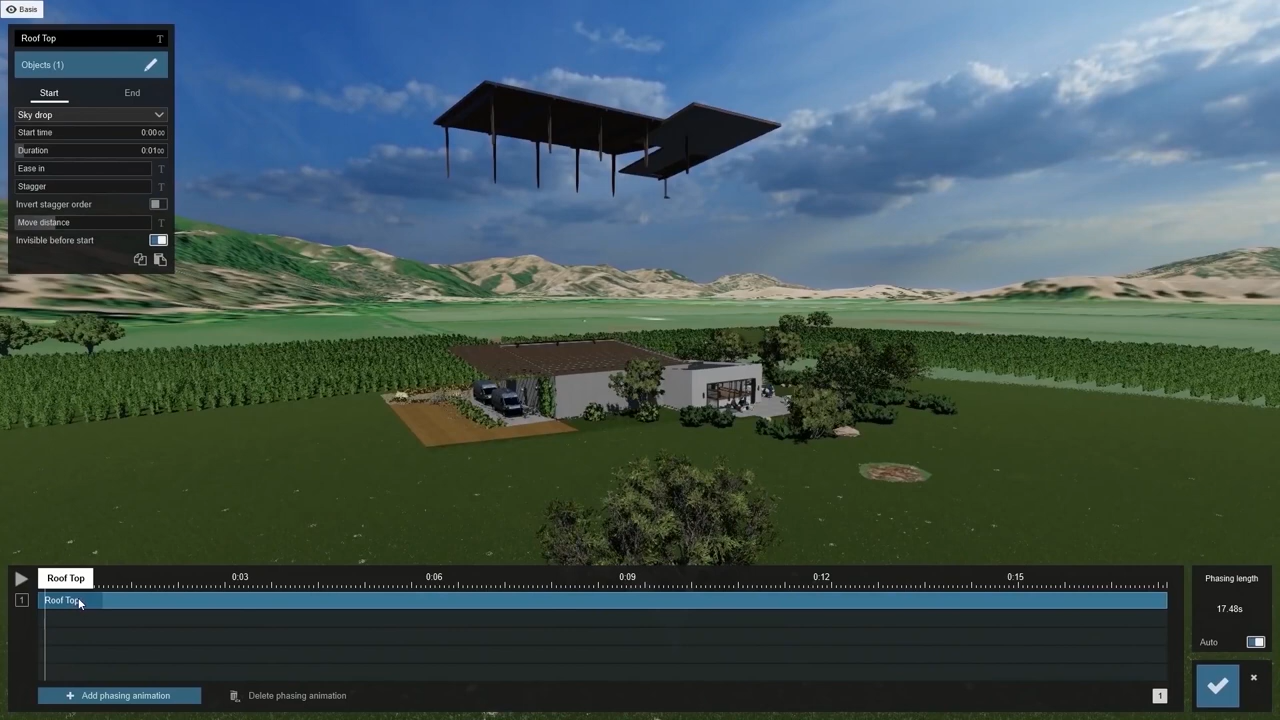 Basis
Roof Top T
Objects (1)
Start End
Sky drop
Start time 0:00 00
Duration 0:01 00
Ease in T
Stagger T
Invert stagger order
Move distance T
Invisible before start
Roof Top 0:03 0:06 0:09 0:12 0:15
1 Roof Top
+ Add phasing animation Delete phasing animation 1
Phasing length
17.48s
Auto